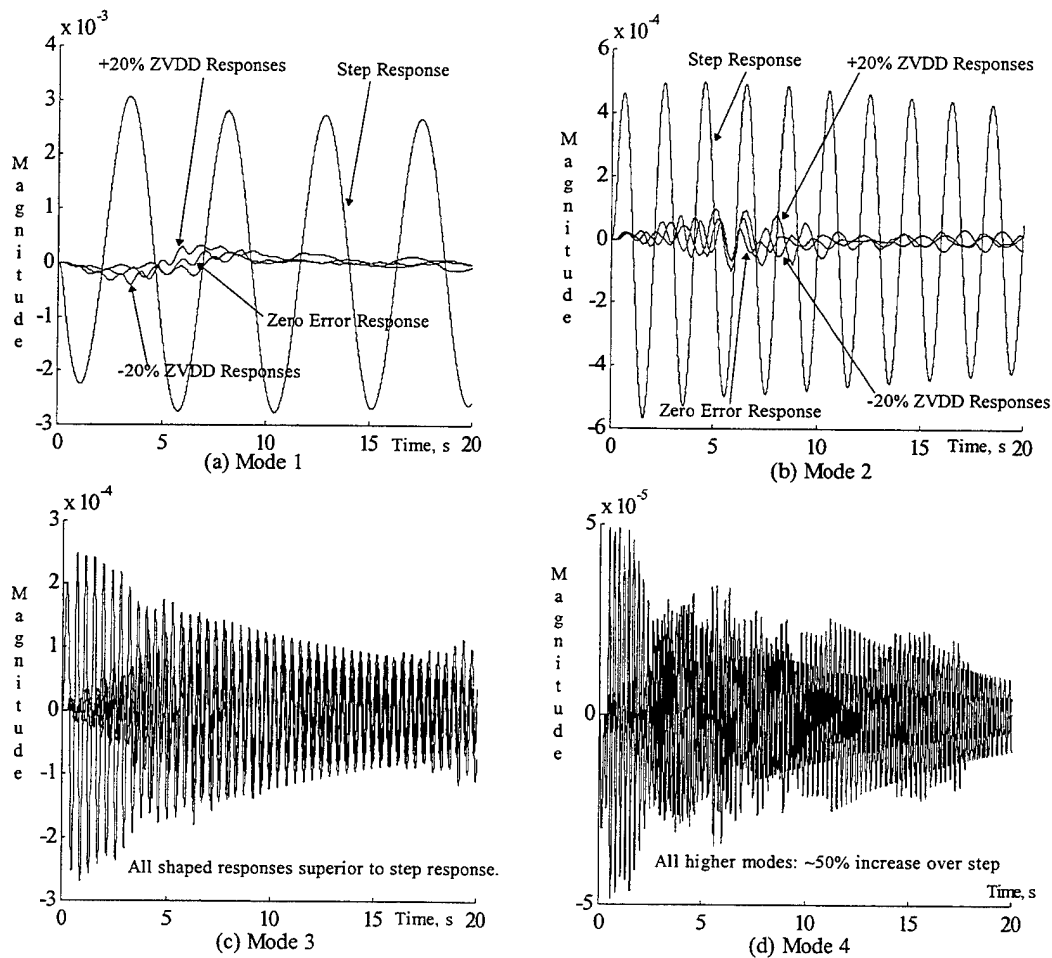 x 10-3
4
3
2
1
0
-1
-2
-3
Magnitude
+20% ZVDD Responses
Step Response
Zero Error Response
-20% ZVDD Responses
0 5 10 15 Time, s 20
(a) Mode 1
x 10-4
6
4
2
0
-2
-4
-6
Magnitude
Step Response
+20% ZVDD Responses
Zero Error Response
-20% ZVDD Responses
0 5 10 15 Time, s 20
(b) Mode 2
x 10-4
3
2
1
0
-1
-2
-3
Magnitude
All shaped responses superior to step response.
0 5 10 15 Time, s 20
(c) Mode 3
x 10-5
5
0
-5
Magnitude
All higher modes: ~50% increase over step
Time, s
0 5 10 15 20
(d) Mode 4